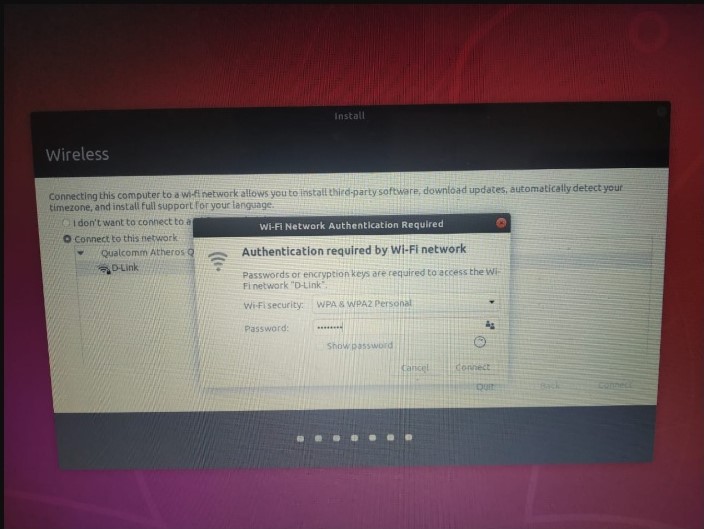 Install
Wireless
Connecting this computer to a wi-fi network allows you to install third-party software, download updates, automatically detect your
timezone, and install full support for your language.
I don't want to connect to a
Connect to this network
Qualcomm Atheros Q
D-Link
Wi-Fi Network Authentication Required
Authentication required by Wi-Fi network
Passwords or encryption keys are required to access the Wi-
Fi network "D-Link".
Wi-Fi security: WPA & WPA2 Personal
Password: ••••••••
Show password
Cancel Connect
Quit Back Connect